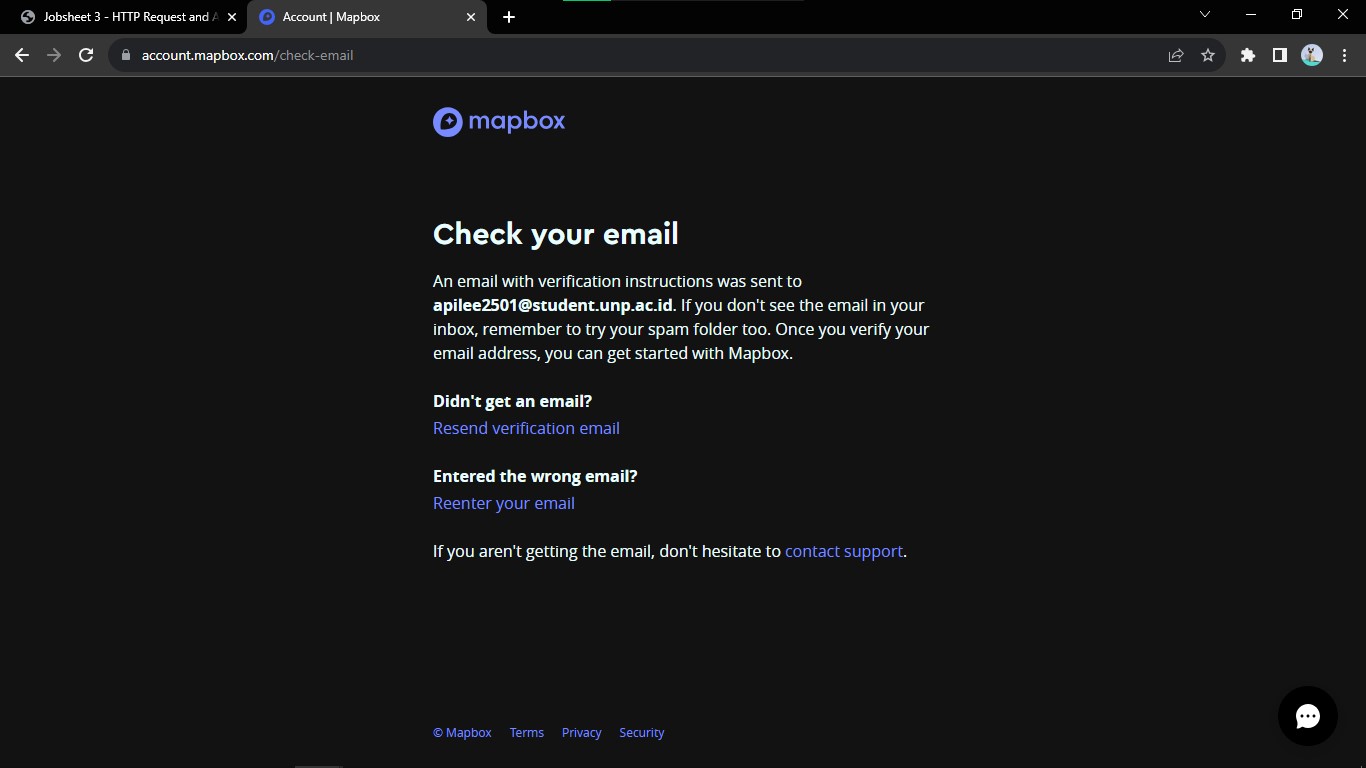 Jobsheet 3 - HTTP Request and A
Account | Mapbox
account.mapbox.com/check-email
mapbox
Check your email
An email with verification instructions was sent to
apilee2501@student.unp.ac.id. If you don't see the email in your
inbox, remember to try your spam folder too. Once you verify your
email address, you can get started with Mapbox.
Didn't get an email?
Resend verification email
Entered the wrong email?
Reenter your email
If you aren't getting the email, don't hesitate to contact support.
© Mapbox Terms Privacy Security